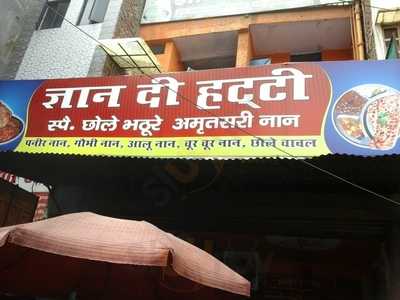 ज्ञान दी हट्टी
स्पै. छोले भठूरे अमृतसरी नान
पनीर नान, गोभी नान, आलू नान, चूर चूर नान, छोले चावल